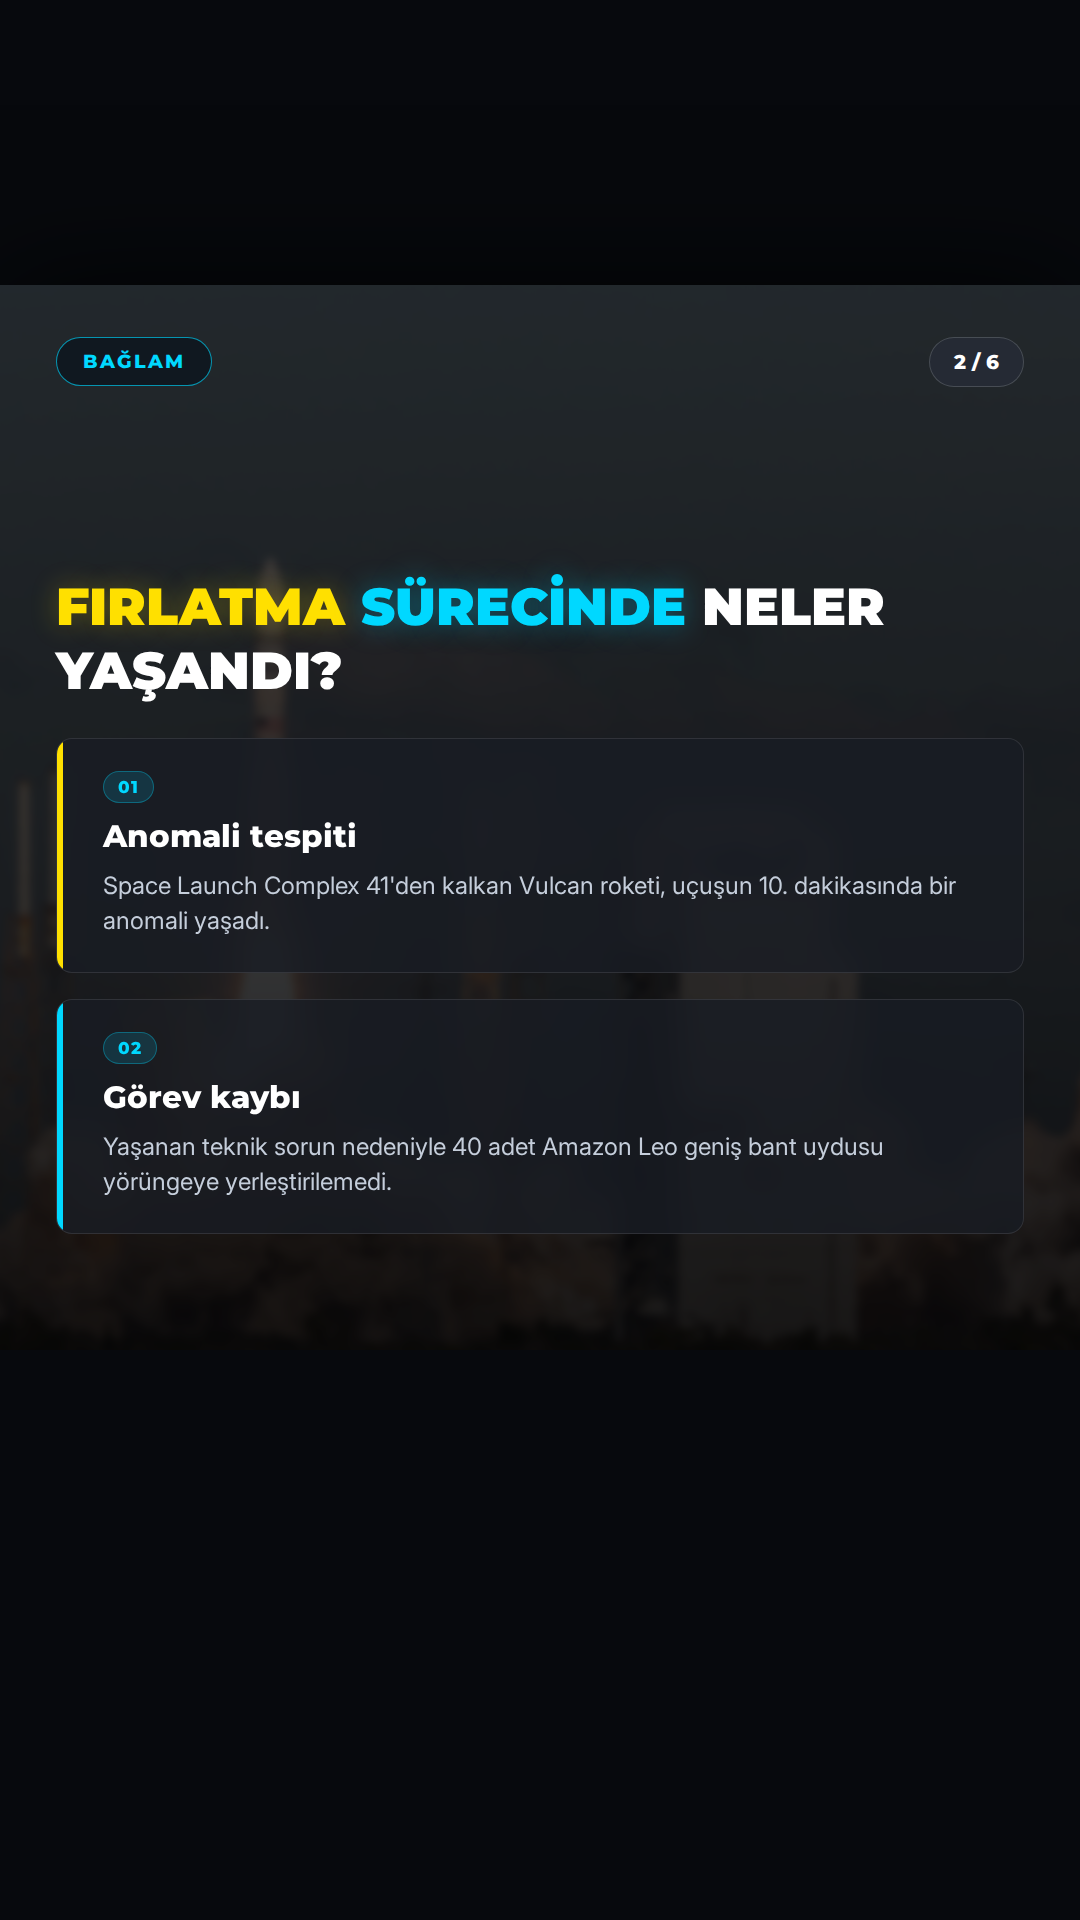 BAĞLAM
2 / 6
FIRLATMA SÜRECİNDE NELER
YAŞANDI?
01
Anomali tespiti
Space Launch Complex 41'den kalkan Vulcan roketi, uçuşun 10. dakikasında bir
anomali yaşadı.
02
Görev kaybı
Yaşanan teknik sorun nedeniyle 40 adet Amazon Leo geniş bant uydusu
yörüngeye yerleştirilemedi.